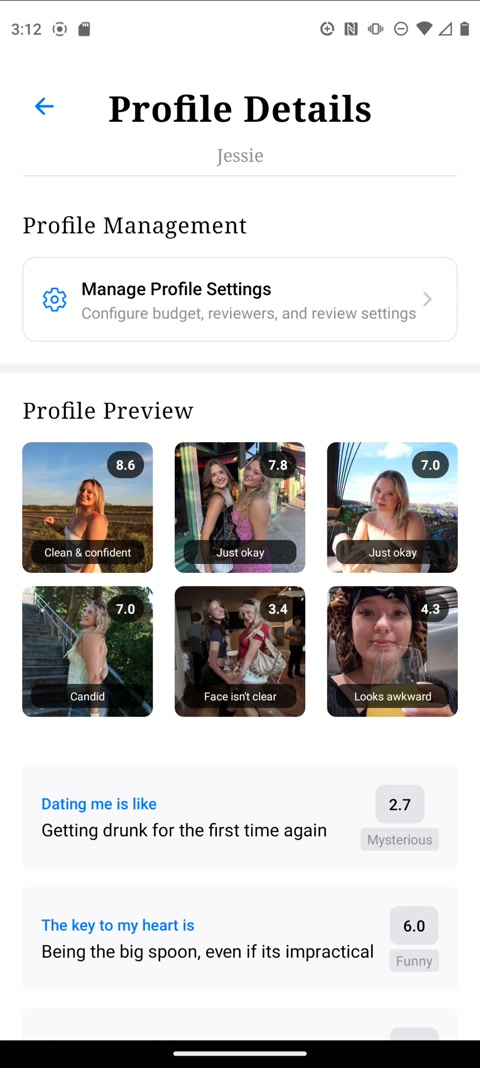 3:12
Profile Details
Jessie
Profile Management
Manage Profile Settings
Configure budget, reviewers, and review settings
Profile Preview
8.6
7.8
7.0
Clean & confident
Just okay
Just okay
7.0
3.4
4.3
Candid
Face isn't clear
Looks awkward
Dating me is like
2.7
Getting drunk for the first time again
Mysterious
The key to my heart is
6.0
Being the big spoon, even if its impractical
Funny